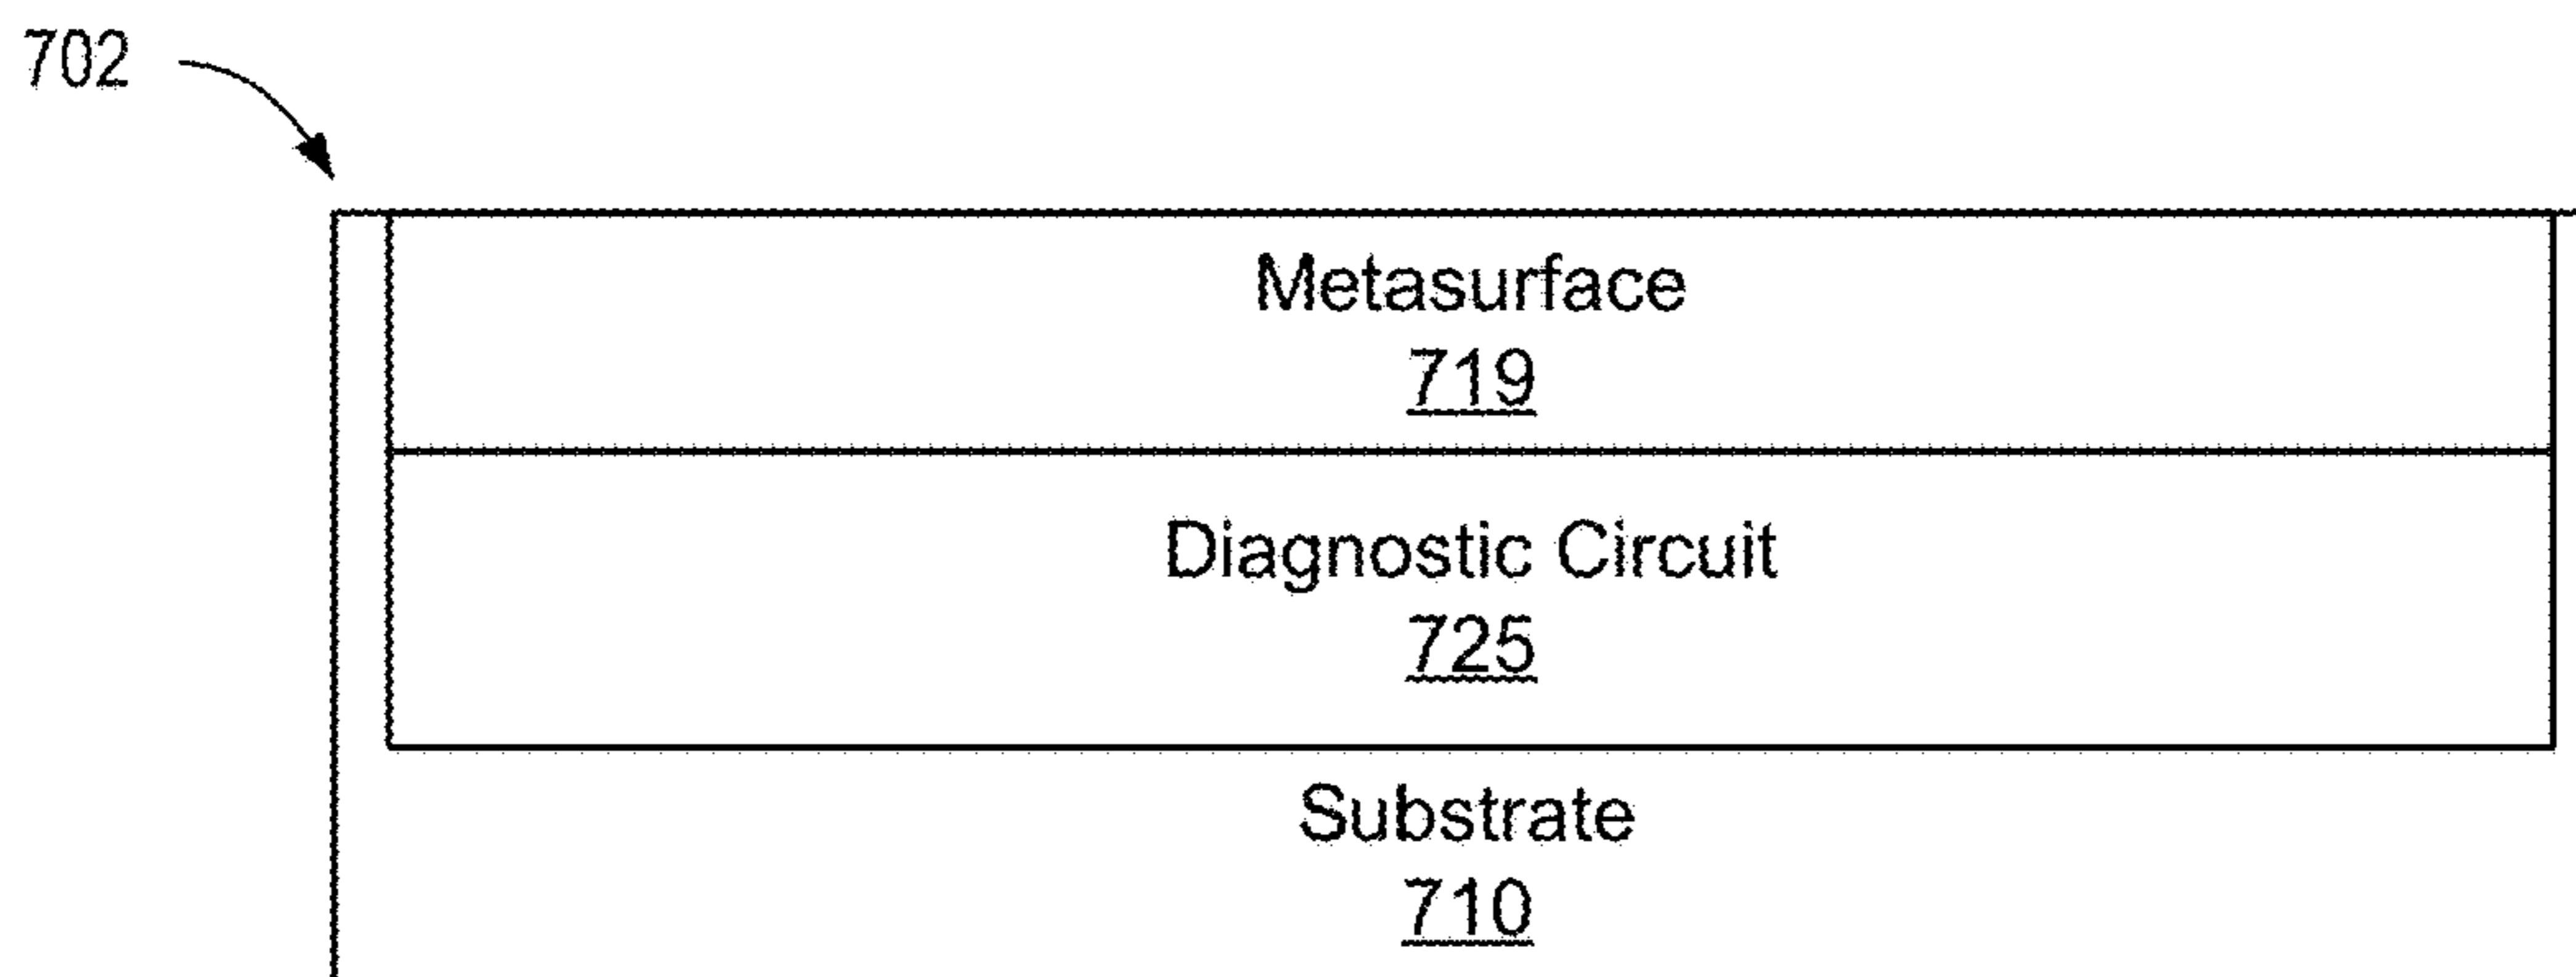 702
Metasurface
719
Diagnostic Circuit
725
Substrate
710